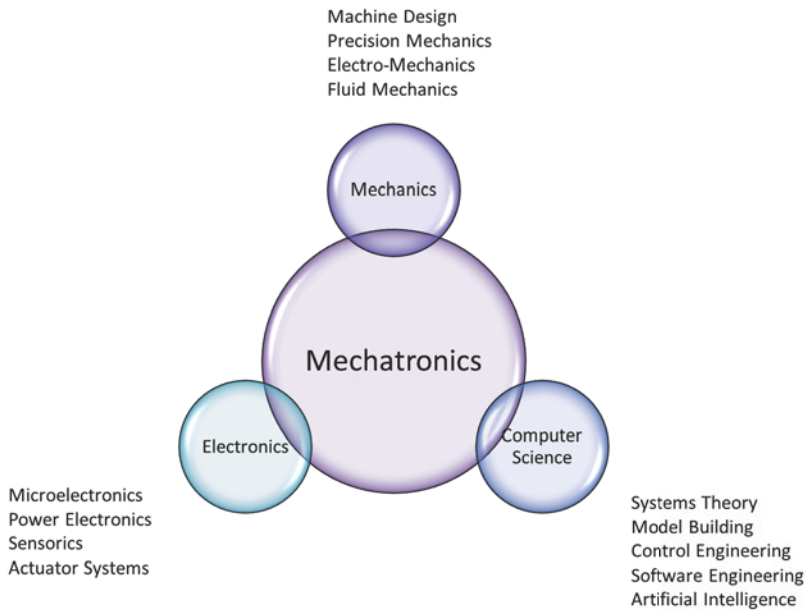 Machine Design
Precision Mechanics
Electro-Mechanics
Fluid Mechanics
Mechanics
Mechatronics
Electronics
Computer
Science
Microelectronics
Power Electronics
Sensorics
Actuator Systems
Systems Theory
Model Building
Control Engineering
Software Engineering
Artificial Intelligence